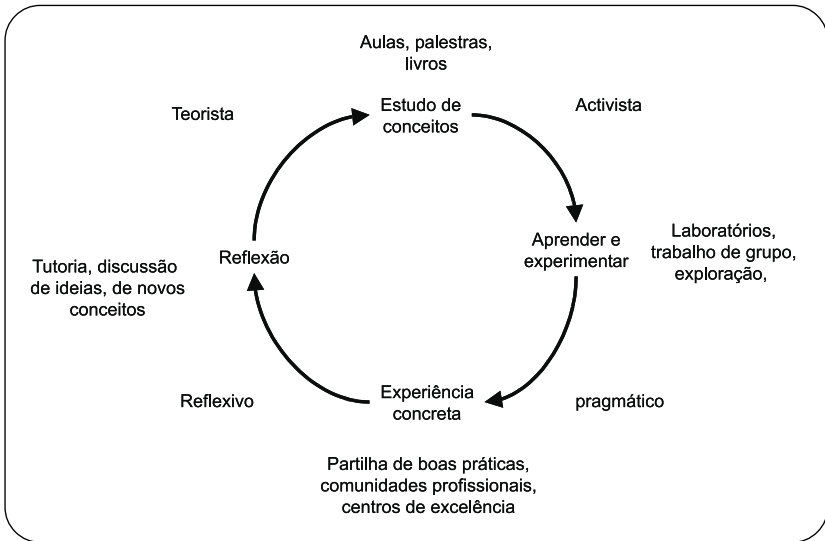 Aulas, palestras,
livros
Estudo de
conceitos
Teorista
Activista
Aprender e
experimentar
Laboratórios,
trabalho de grupo,
exploração,
Reflexão
Tutoria, discussão
de ideias, de novos
conceitos
Reflexivo
Experiência
concreta
pragmático
Partilha de boas práticas,
comunidades profissionais,
centros de excelência